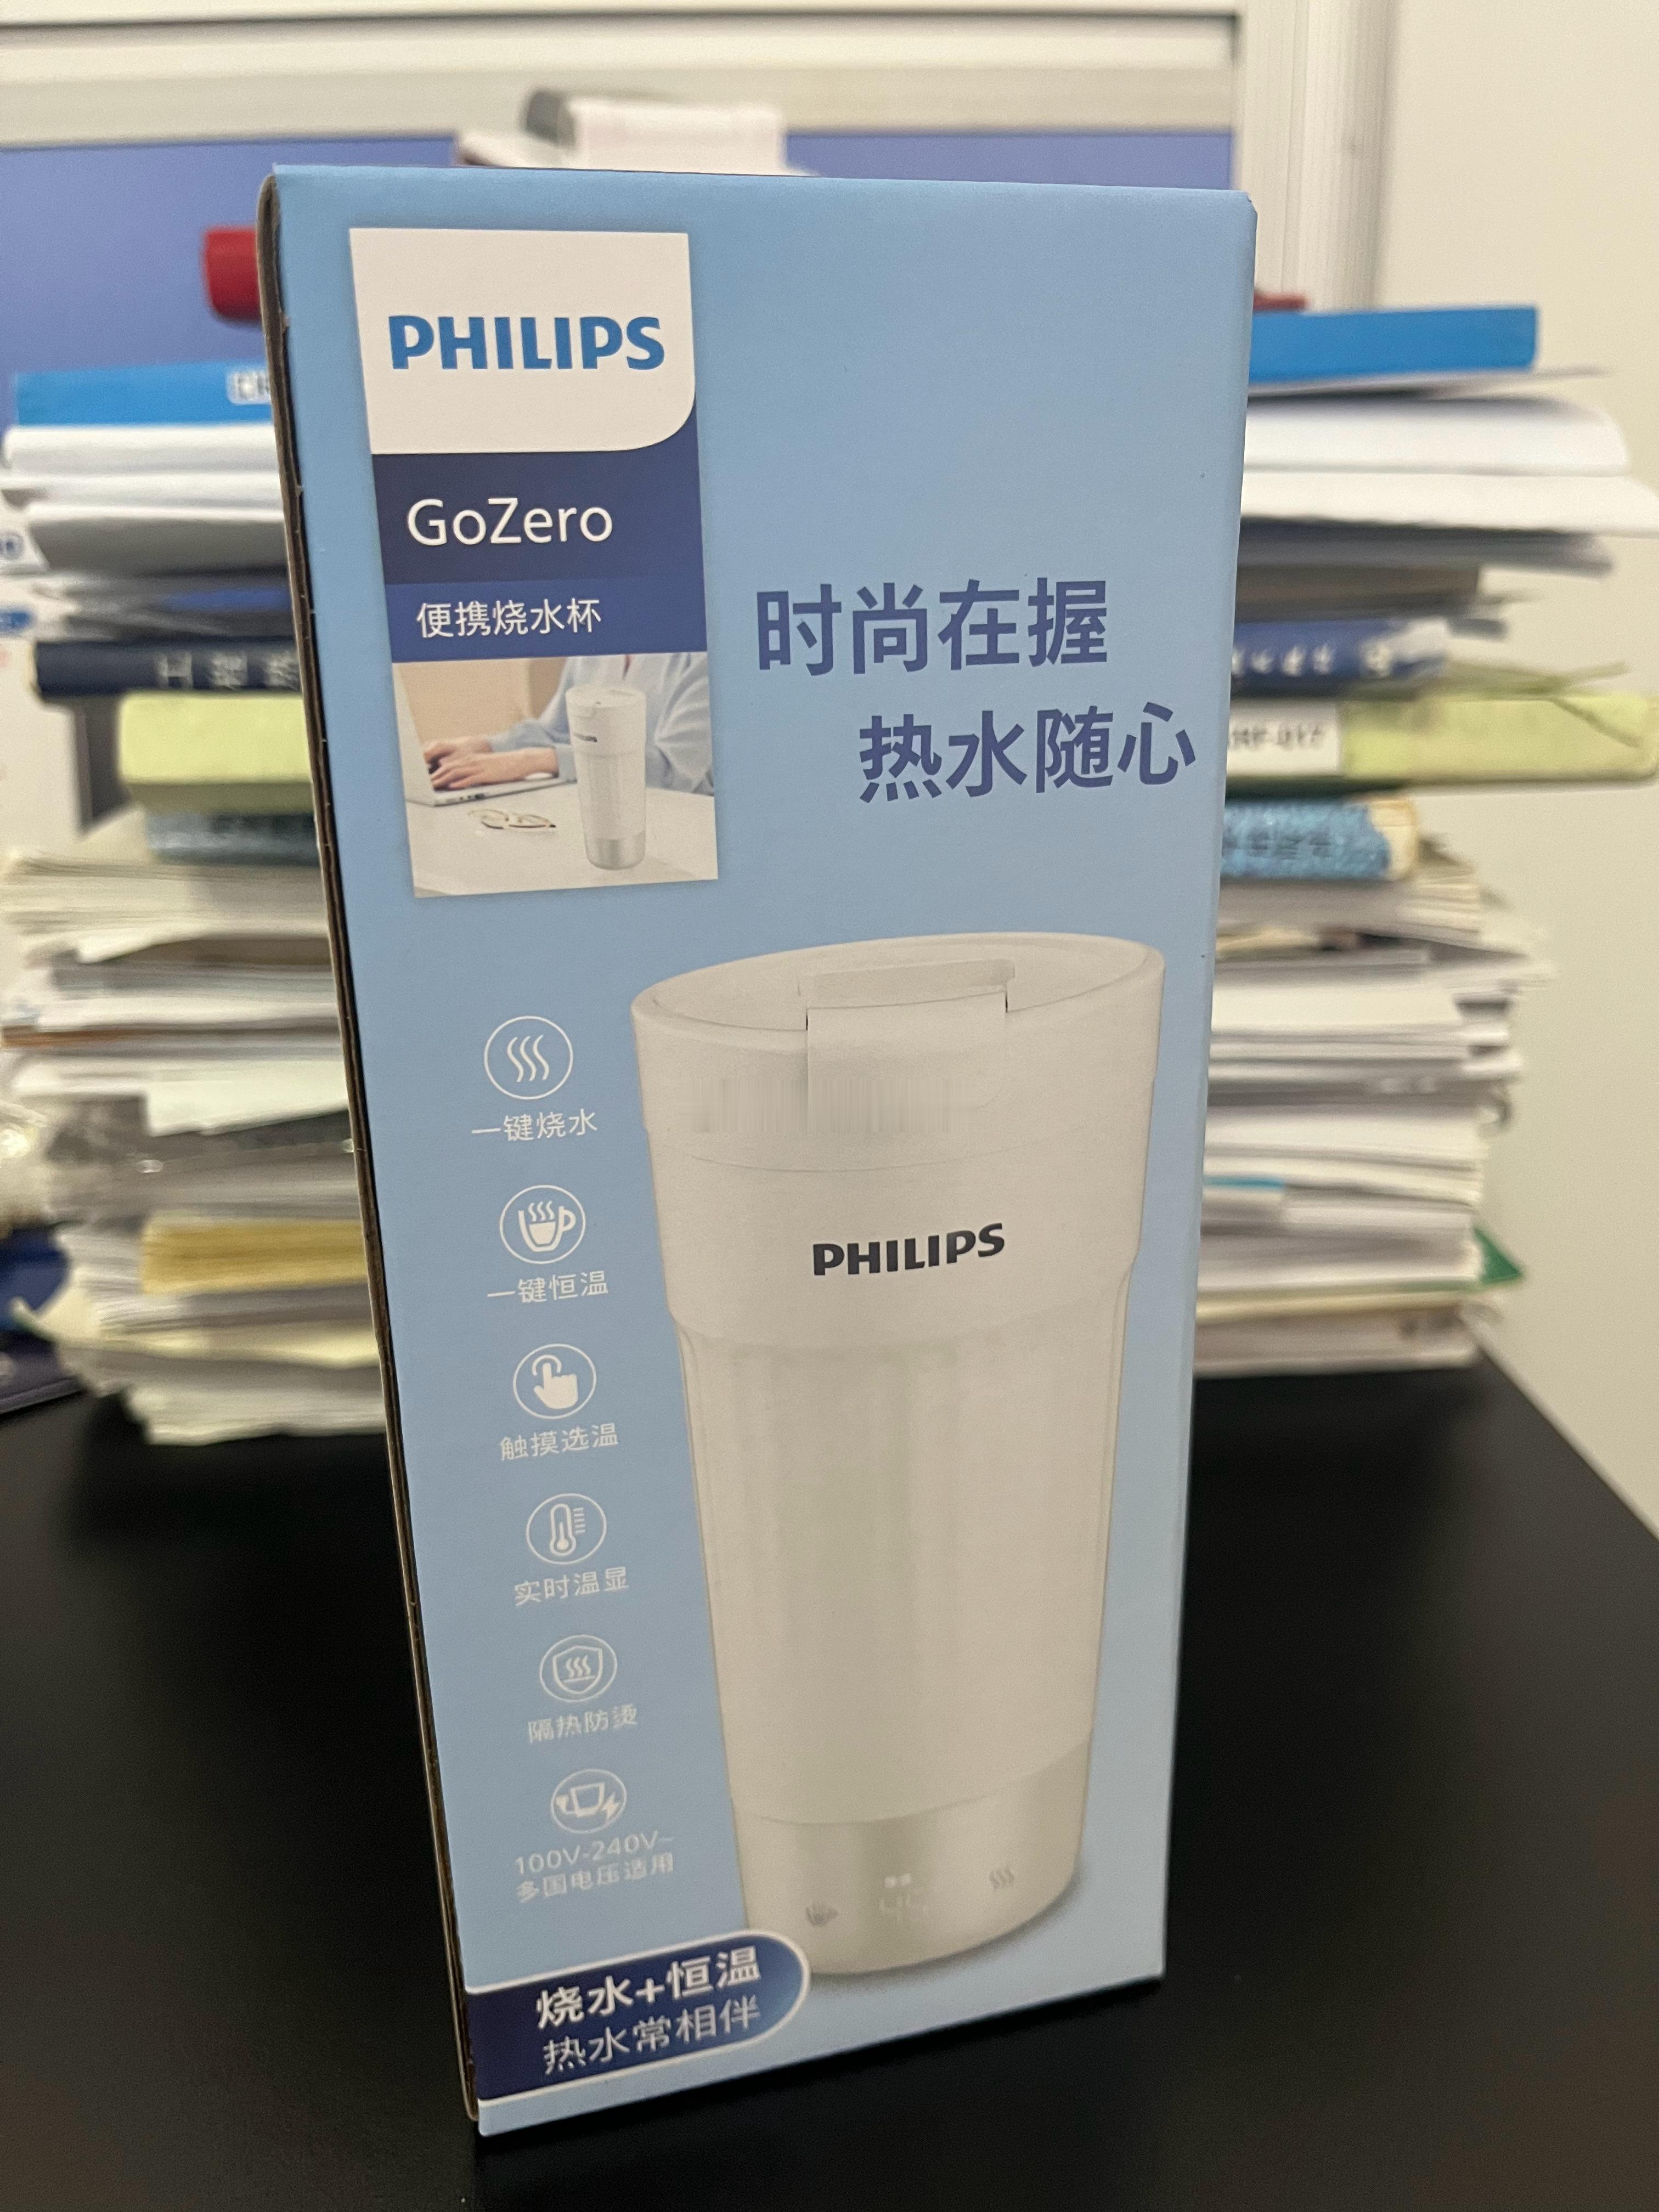 PHILIPS
GoZero
便携烧水杯
时尚在握
热水随心
一键烧水
一键恒温
触摸选温
实时温显
隔热防烫
100V-240V~
多国电压适用
PHILIPS
烧水+恒温
热水常相伴